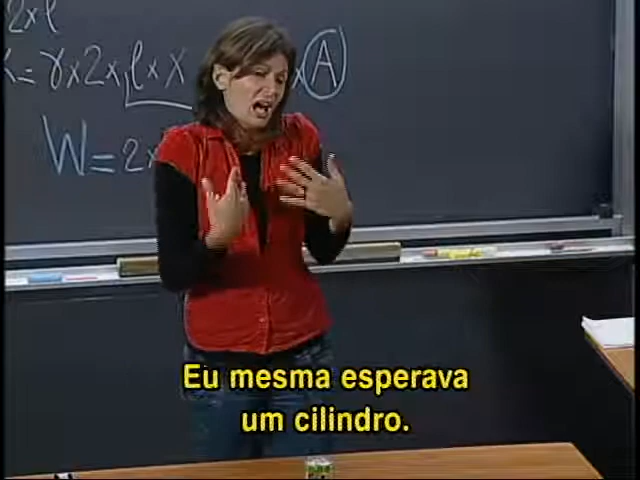 2xl
=γx2xlxX
A
W=2x
Eu mesma esperava
um cilindro.